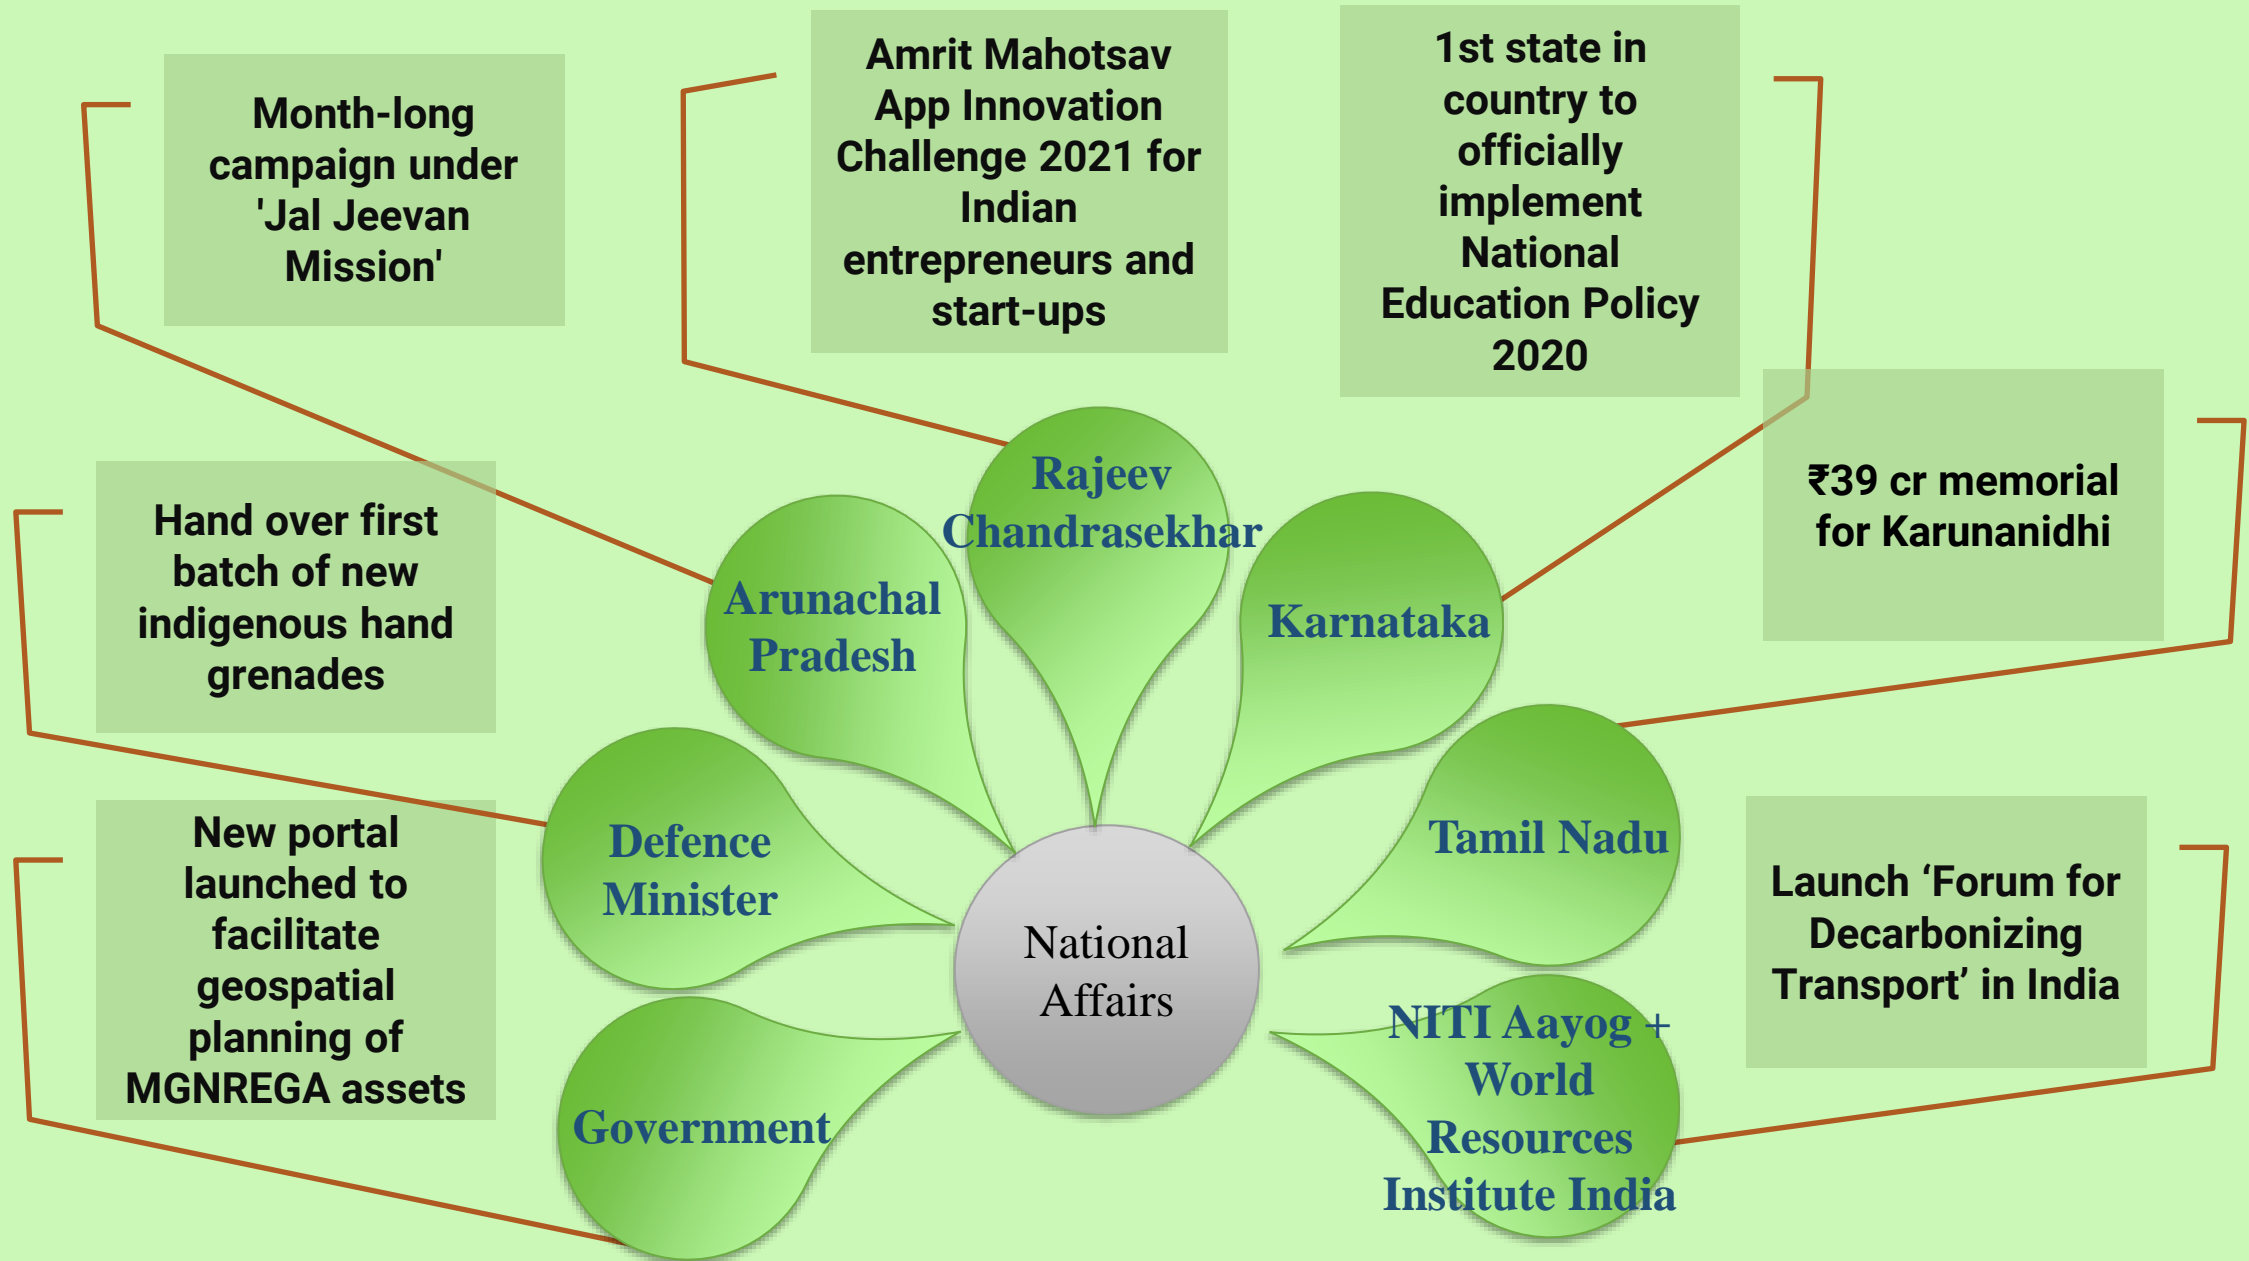 Month-long
campaign under
'Jal Jeevan
Mission'
Amrit Mahotsav
App Innovation
Challenge 2021 for
Indian
entrepreneurs and
start-ups
1st state in
country to
officially
implement
National
Education Policy
2020
Hand over first
batch of new
indigenous hand
grenades
₹39 cr memorial
for Karunanidhi
New portal
launched to
facilitate
geospatial
planning of
MGNREGA assets
Launch ‘Forum for
Decarbonizing
Transport’ in India
Rajeev
Chandrasekhar
Arunachal
Pradesh
Karnataka
Defence
Minister
Tamil Nadu
Government
NITI Aayog +
World
Resources
Institute India
National
Affairs